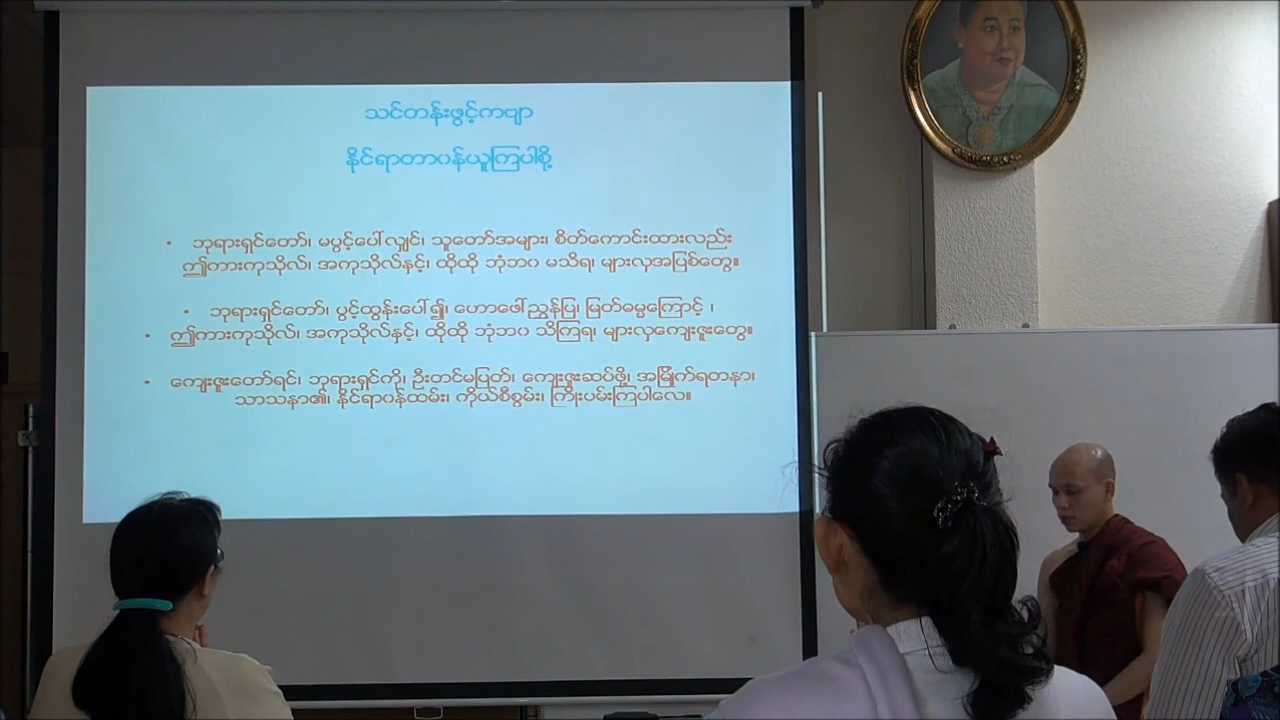 သင်တန်းဖွင့်ကဗျာ
နိုင်ရာတာ၀န်ယူကြပါစို့
• ဘုရားရှင်တော်၊ မပွင့်ပေါ်လျှင်၊ သူတော်အများ၊ စိတ်ကောင်းထားလည်း
ဤကားကုသိုလ်၊ အကုသိုလ်နှင့်၊ ထိုထို ဘုံဘ၀ မသိရ၊ များလှအပြစ်တွေ။
• ဘုရားရှင်တော်၊ ပွင့်ထွန်းပေါ်၍၊ ဟောဖေါ်ညွှန်ပြ၊ မြတ်ဓမ္မကြောင့် ၊
• ဤကားကုသိုလ်၊ အကုသိုလ်နှင့်၊ ထိုထို ဘုံဘ၀ သိကြရ၊ များလှကျေးဇူးတွေ။
• ကျေးဇူးတော်ရင်၊ ဘုရားရှင်ကို၊ ဦးတင်မပြတ်၊ ကျေးဇူးဆပ်ဖို့၊ အမြိုက်ရတနာ၊
သာသနာ၏၊ နိုင်ရာ၀န်ထမ်း၊ ကိုယ်စီစွမ်း၊ ကြိုးပမ်းကြပါလေ။